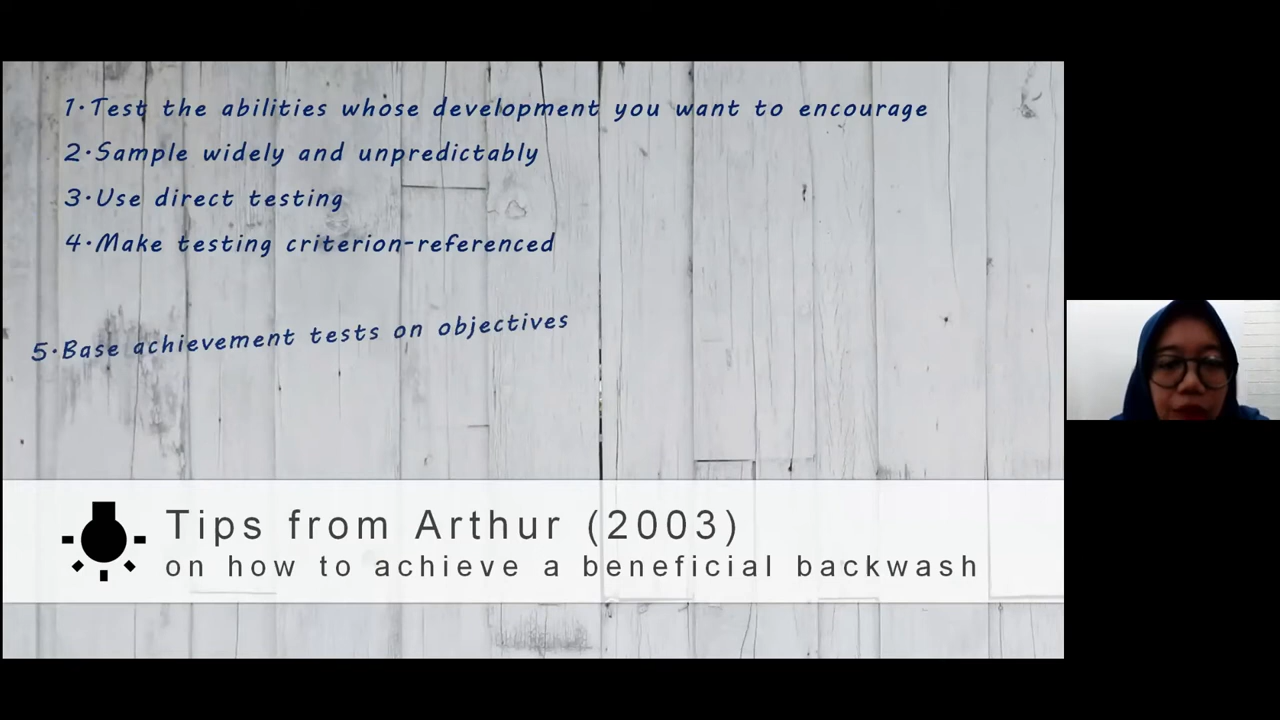 1.Test the abilities whose development you want to encourage
2.Sample widely and unpredictably
3.Use direct testing
4.Make testing criterion-referenced
5.Base achievement tests on objectives
Tips from Arthur (2003)
on how to achieve a beneficial backwash